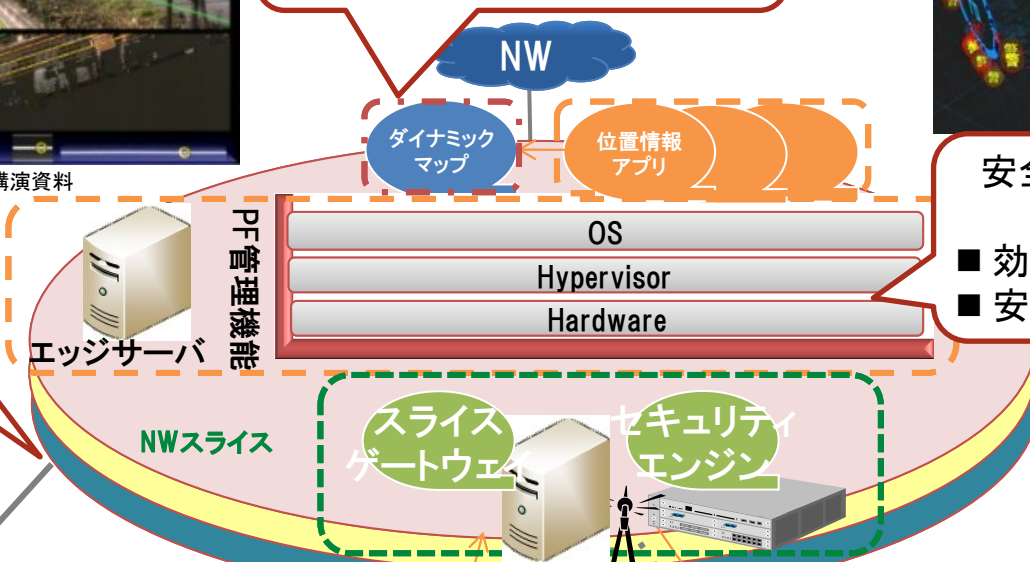 NW
ダイナミック
マップ
位置情報
アプリ
講演資料
安全
PF管理機能
OS
Hypervisor
Hardware
■ 効
■ 安
エッジサーバ
NWスライス
スライス
ゲートウェイ
セキュリティ
エンジン